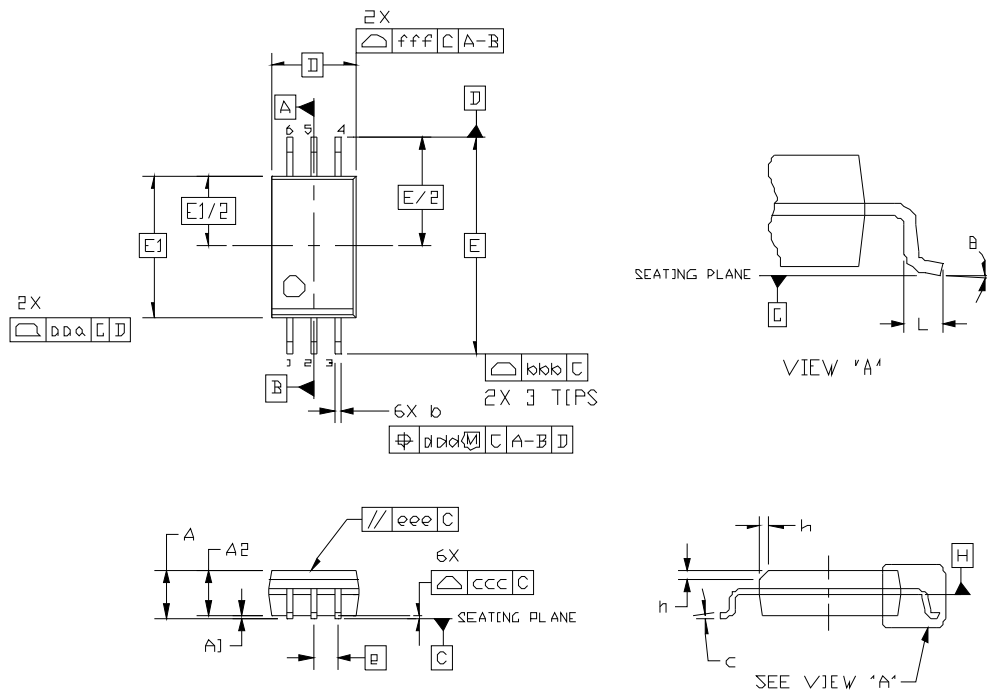 2X
fff C A-B
D
A
D
6 5 4
E1/2
E/2
E1
E
2X
C D
1 2 3
B
bbb C
2X 3 TIPS
6X b
ddd M C A-B D
SEATING PLANE
C
θ
L
VIEW "A"
A
A2
A1
eee C
6X
ccc C
SEATING PLANE
C
e
h
h
H
c
SEE VIEW "A"